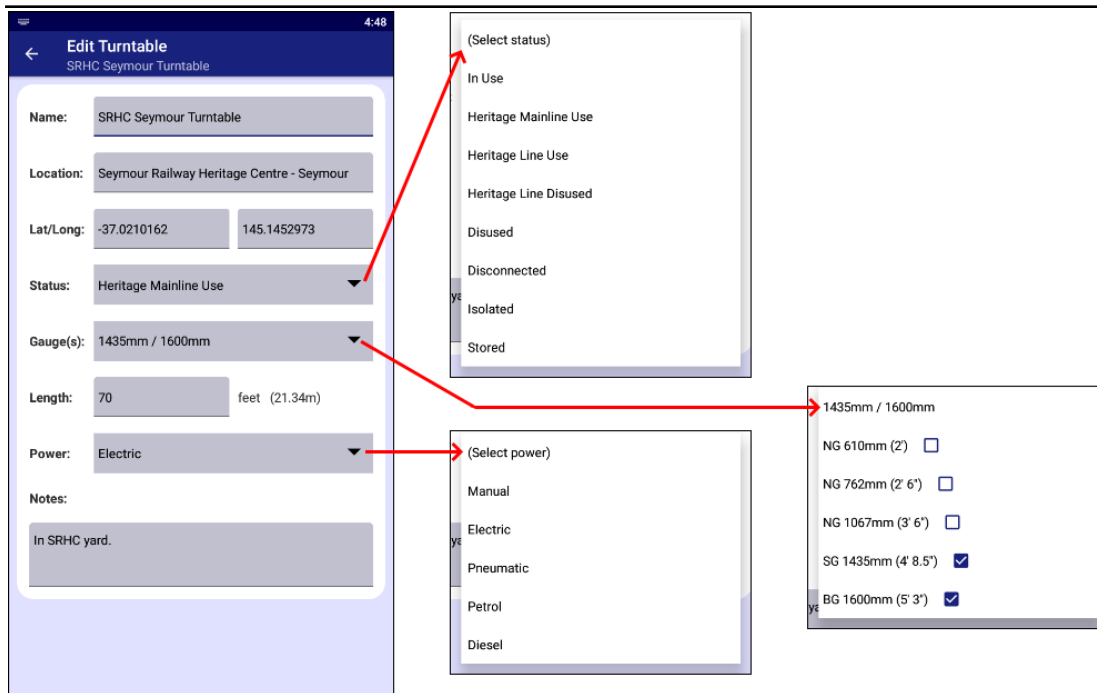 4:48
Edit Turntable
SRHC Seymour Turntable
Name: SRHC Seymour Turntable
Location: Seymour Railway Heritage Centre - Seymour
Lat/Long: -37.0210162 145.1452973
Status: Heritage Mainline Use
Gauge(s): 1435mm / 1600mm
Length: 70 feet (21.34m)
Power: Electric
Notes:
In SRHC yard.
(Select status)
In Use
Heritage Mainline Use
Heritage Line Use
Heritage Line Disused
Disused
Disconnected
Isolated
Stored
(Select power)
Manual
Electric
Pneumatic
Petrol
Diesel
1435mm / 1600mm
NG 610mm (2')
NG 762mm (2' 6")
NG 1067mm (3' 6")
SG 1435mm (4' 8.5")
BG 1600mm (5' 3")